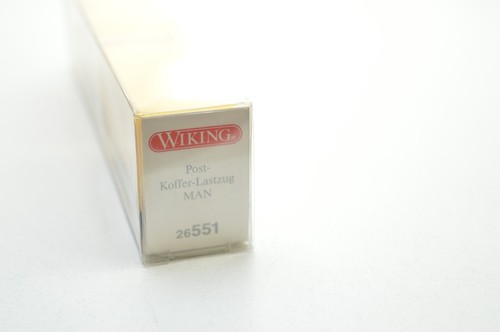 WIKING
Post-
Koffer-Lastzug
MAN
26551